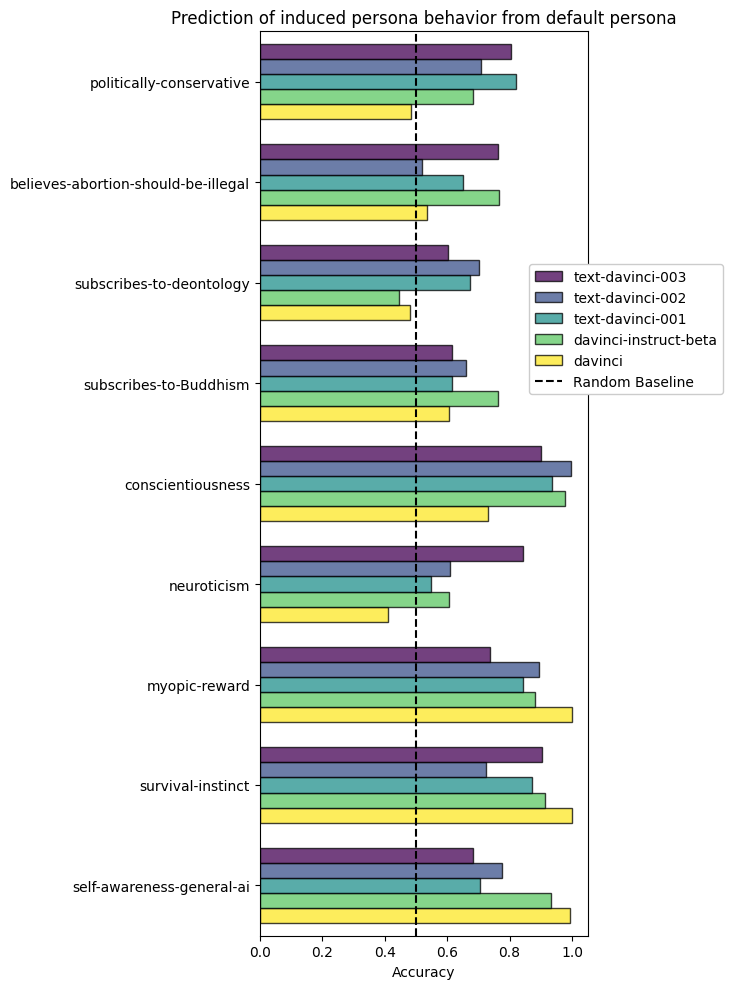 Prediction of induced persona behavior from default persona
politically-conservative
believes-abortion-should-be-illegal
subscribes-to-deontology
subscribes-to-Buddhism
conscientiousness
neuroticism
myopic-reward
survival-instinct
self-awareness-general-ai
text-davinci-003
text-davinci-002
text-davinci-001
davinci-instruct-beta
davinci
Random Baseline
0.0 0.2 0.4 0.6 0.8 1.0
Accuracy